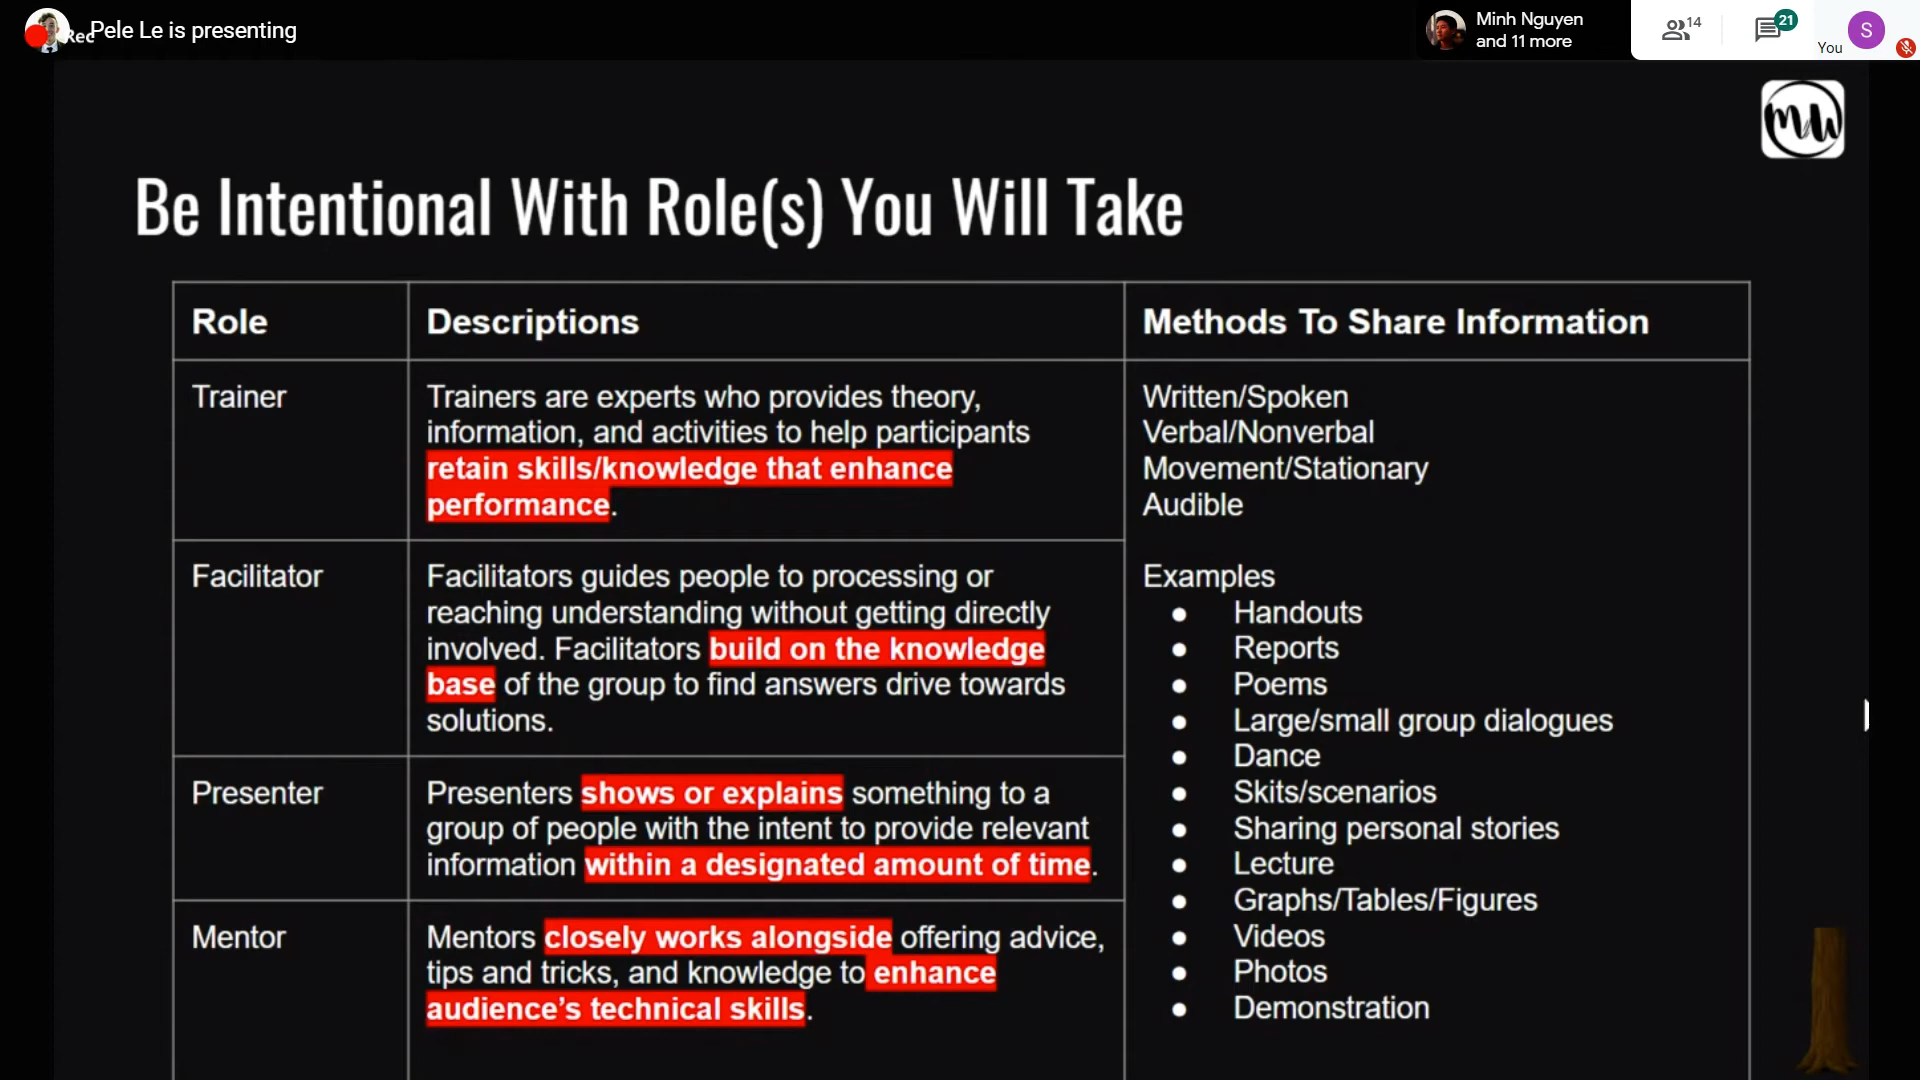 Rec
Pele Le is presenting
Minh Nguyen
and 11 more
14
21
You
S
MW
Be Intentional With Role(s) You Will Take
Role
Descriptions
Methods To Share Information
Trainer
Trainers are experts who provides theory,
information, and activities to help participants
retain skills/knowledge that enhance
performance.
Written/Spoken
Verbal/Nonverbal
Movement/Stationary
Audible
Facilitator
Facilitators guides people to processing or
reaching understanding without getting directly
involved. Facilitators build on the knowledge
base of the group to find answers drive towards
solutions.
Presenter
Presenters shows or explains something to a
group of people with the intent to provide relevant
information within a designated amount of time.
Mentor
Mentors closely works alongside offering advice,
tips and tricks, and knowledge to enhance
audience’s technical skills.
Examples
● Handouts
● Reports
● Poems
● Large/small group dialogues
● Dance
● Skits/scenarios
● Sharing personal stories
● Lecture
● Graphs/Tables/Figures
● Videos
● Photos
● Demonstration